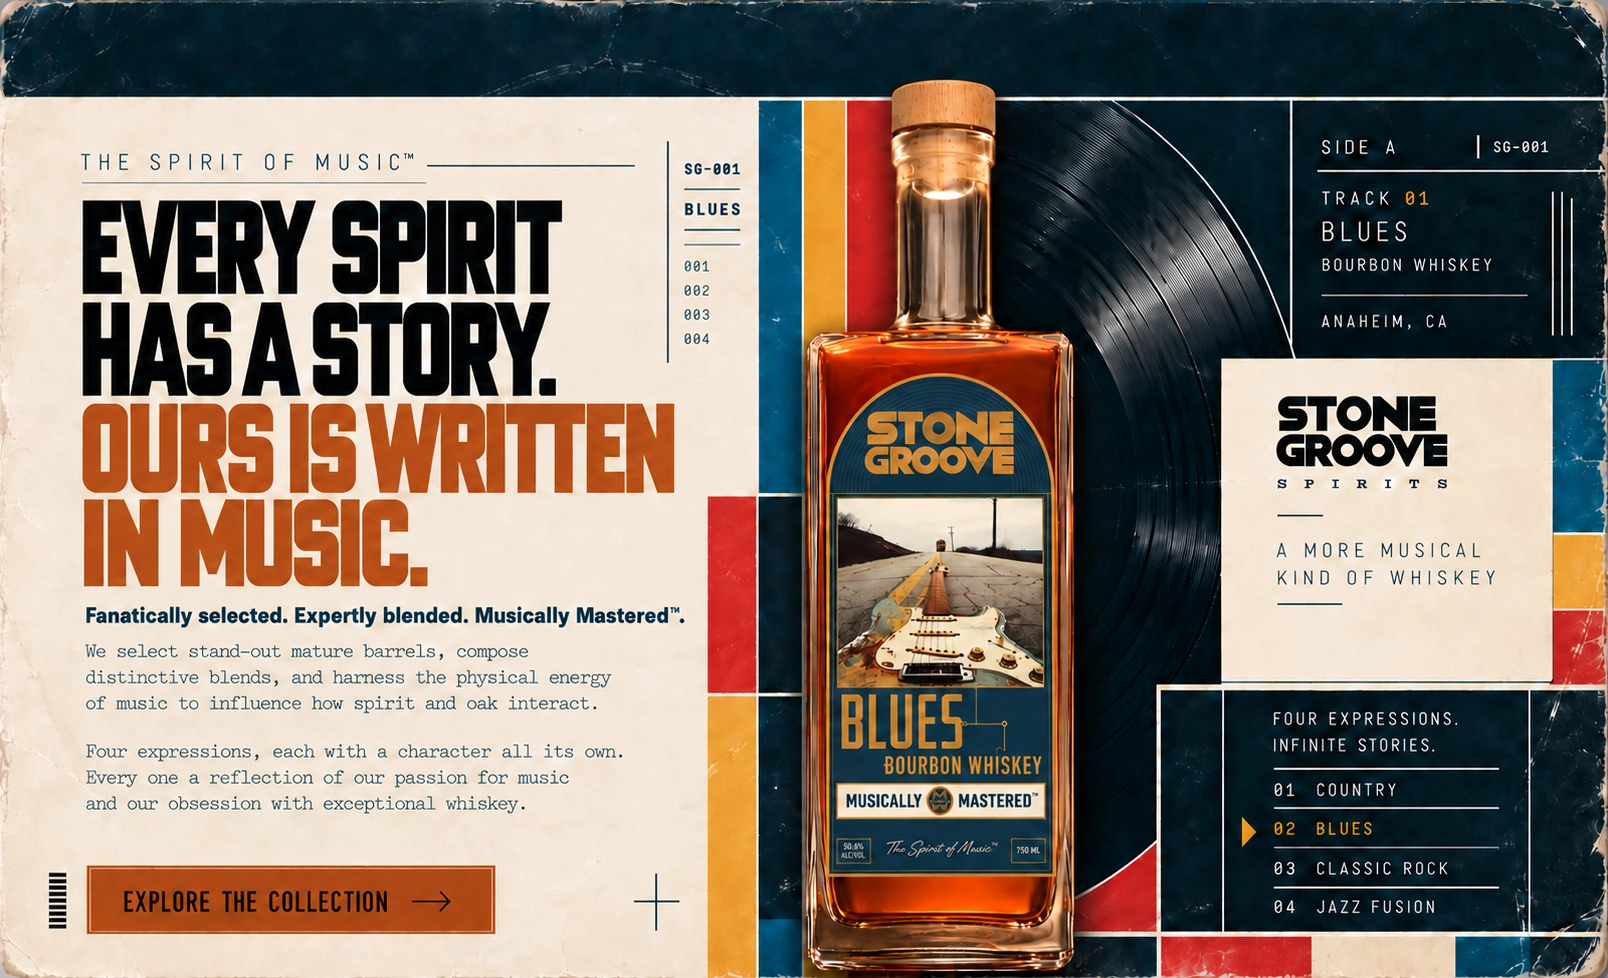 THE SPIRIT OF MUSIC™
EVERY SPIRIT
HAS A STORY.
OURS IS WRITTEN
IN MUSIC.
Fanatically selected. Expertly blended. Musically Mastered™.
We select stand-out mature barrels, compose
distinctive blends, and harness the physical energy
of music to influence how spirit and oak interact.
Four expressions, each with a character all its own.
Every one a reflection of our passion for music
and our obsession with exceptional whiskey.
EXPLORE THE COLLECTION →
SG-001
BLUES
001
002
003
004
STONE
GROOVE
BLUES
BOURBON WHISKEY
MUSICALLY MASTERED™
50.6%
ALC/VOL
The Spirit of Music™
750 ML
SIDE A | SG-001
TRACK 01
BLUES
BOURBON WHISKEY
ANAHEIM, CA
STONE
GROOVE
SPIRITS
A MORE MUSICAL
KIND OF WHISKEY
FOUR EXPRESSIONS.
INFINITE STORIES.
01 COUNTRY
02 BLUES
03 CLASSIC ROCK
04 JAZZ FUSION